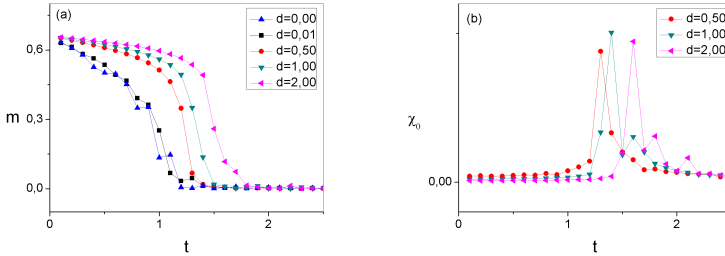 (a)
d=0,00
d=0,01
d=0,50
d=1,00
d=2,00
0,6
0,3
0,0
m
0
1
2
t
(b)
d=0,50
d=1,00
d=2,00
χ₀
0,00
0
1
2
t